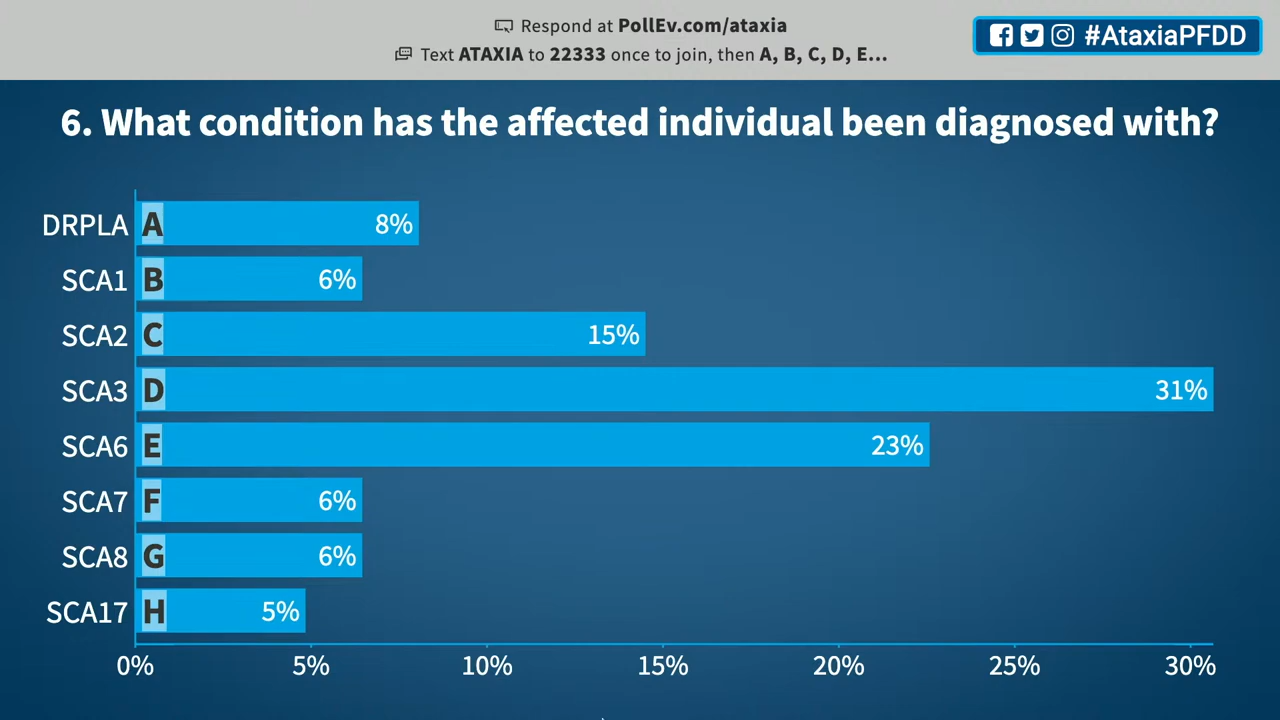 Respond at PollEv.com/ataxia
Text ATAXIA to 22333 once to join, then A, B, C, D, E...
#AtaxiaPFDD
6. What condition has the affected individual been diagnosed with?
DRPLA A 8%
SCA1 B 6%
SCA2 C 15%
SCA3 D 31%
SCA6 E 23%
SCA7 F 6%
SCA8 G 6%
SCA17 H 5%
0% 5% 10% 15% 20% 25% 30%